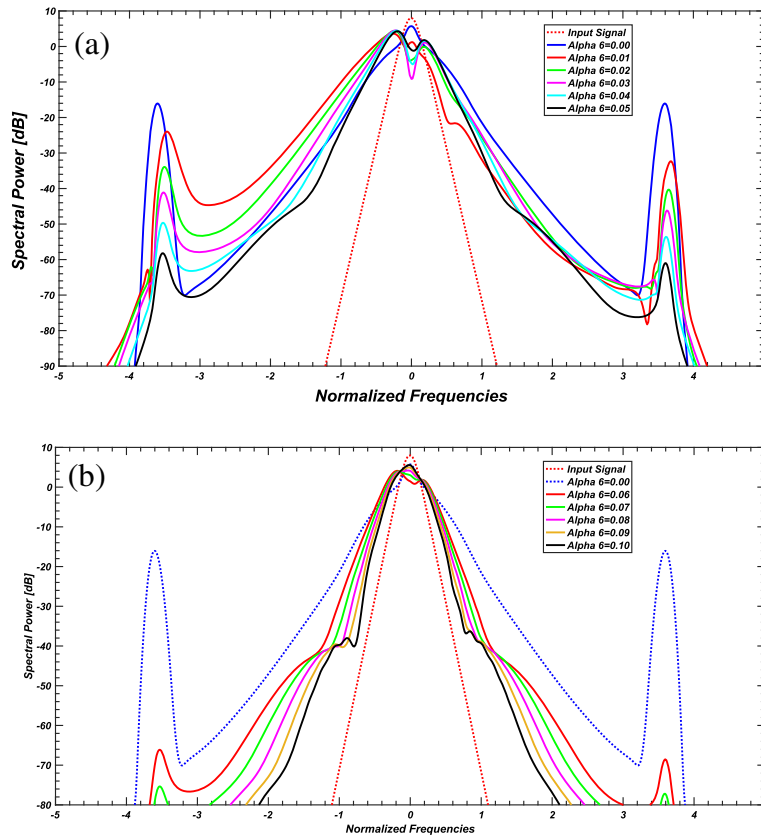 (a)
Input Signal
Alpha 6=0.00
Alpha 6=0.01
Alpha 6=0.02
Alpha 6=0.03
Alpha 6=0.04
Alpha 6=0.05
Spectral Power [dB]
10
0
-10
-20
-30
-40
-50
-60
-70
-80
-90
-5 -4 -3 -2 -1 0 1 2 3 4
Normalized Frequencies
(b)
Input Signal
Alpha 6=0.00
Alpha 6=0.06
Alpha 6=0.07
Alpha 6=0.08
Alpha 6=0.09
Alpha 6=0.10
Spectral Power [dB]
10
0
-10
-20
-30
-40
-50
-60
-70
-80
-5 -4 -3 -2 -1 0 1 2 3 4
Normalized Frequencies